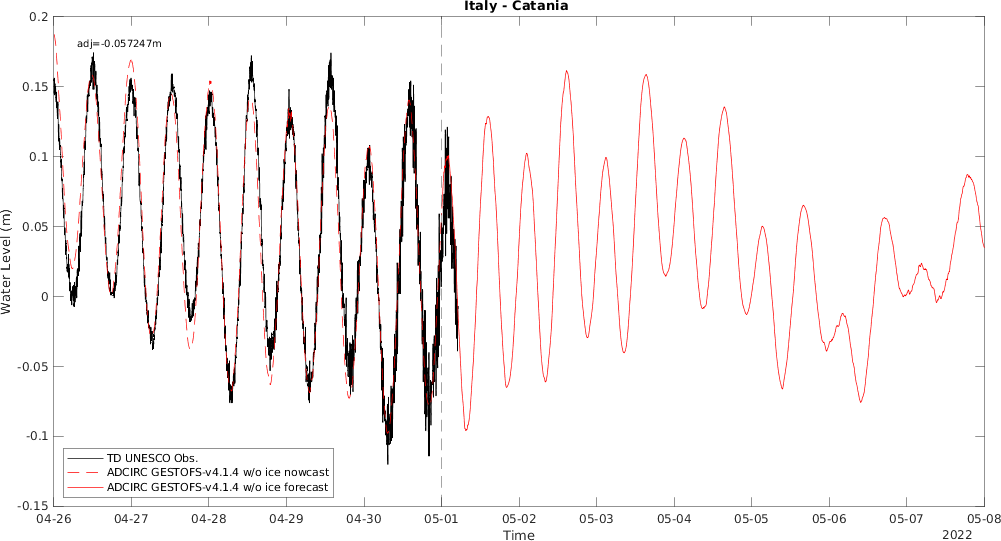 Italy - Catania
adj=-0.057247m
0.2
0.15
0.1
0.05
0
-0.05
-0.1
-0.15
Water Level (m)
TD UNESCO Obs.
ADCIRC GESTOFS-v4.1.4 w/o ice nowcast
ADCIRC GESTOFS-v4.1.4 w/o ice forecast
04-26 04-27 04-28 04-29 04-30 05-01 05-02 05-03 05-04 05-05 05-06 05-07 05-08
Time
2022